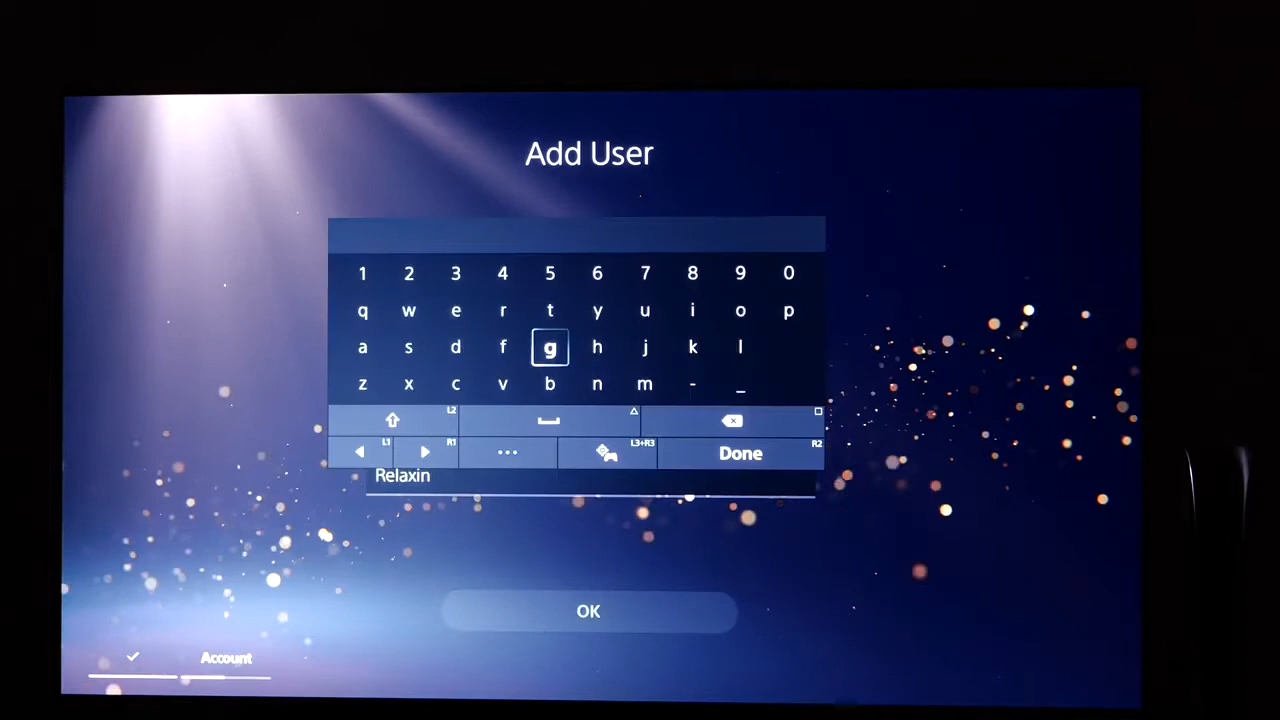 Add User
1 2 3 4 5 6 7 8 9 0
q w e r t y u i o p
a s d f g h j k l
z x c v b n m - _
L2
L1 R1 ... L3+R3 Done R2
Relaxin
OK
Account